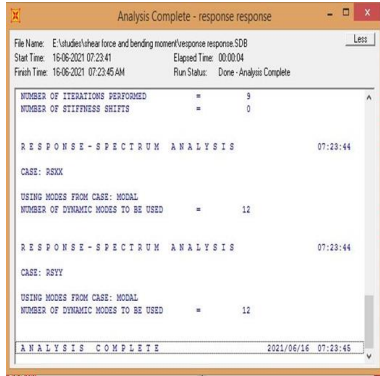 Analysis Complete - response response
Less
File Name: E:\studies\shear force and bending moment\response response.SDB
Start Time: 16-06-2021 07:23:41 Elapsed Time: 00:00:04
Finish Time: 16-06-2021 07:23:45 AM Run Status: Done - Analysis Complete
NUMBER OF ITERATIONS PERFORMED = 9
NUMBER OF STIFFNESS SHIFTS = 0
R E S P O N S E - S P E C T R U M   A N A L Y S I S 07:23:44
CASE: RSXX
USING MODES FROM CASE: MODAL
NUMBER OF DYNAMIC MODES TO BE USED = 12
R E S P O N S E - S P E C T R U M   A N A L Y S I S 07:23:44
CASE: RSYY
USING MODES FROM CASE: MODAL
NUMBER OF DYNAMIC MODES TO BE USED = 12
A N A L Y S I S   C O M P L E T E 2021/06/16 07:23:45